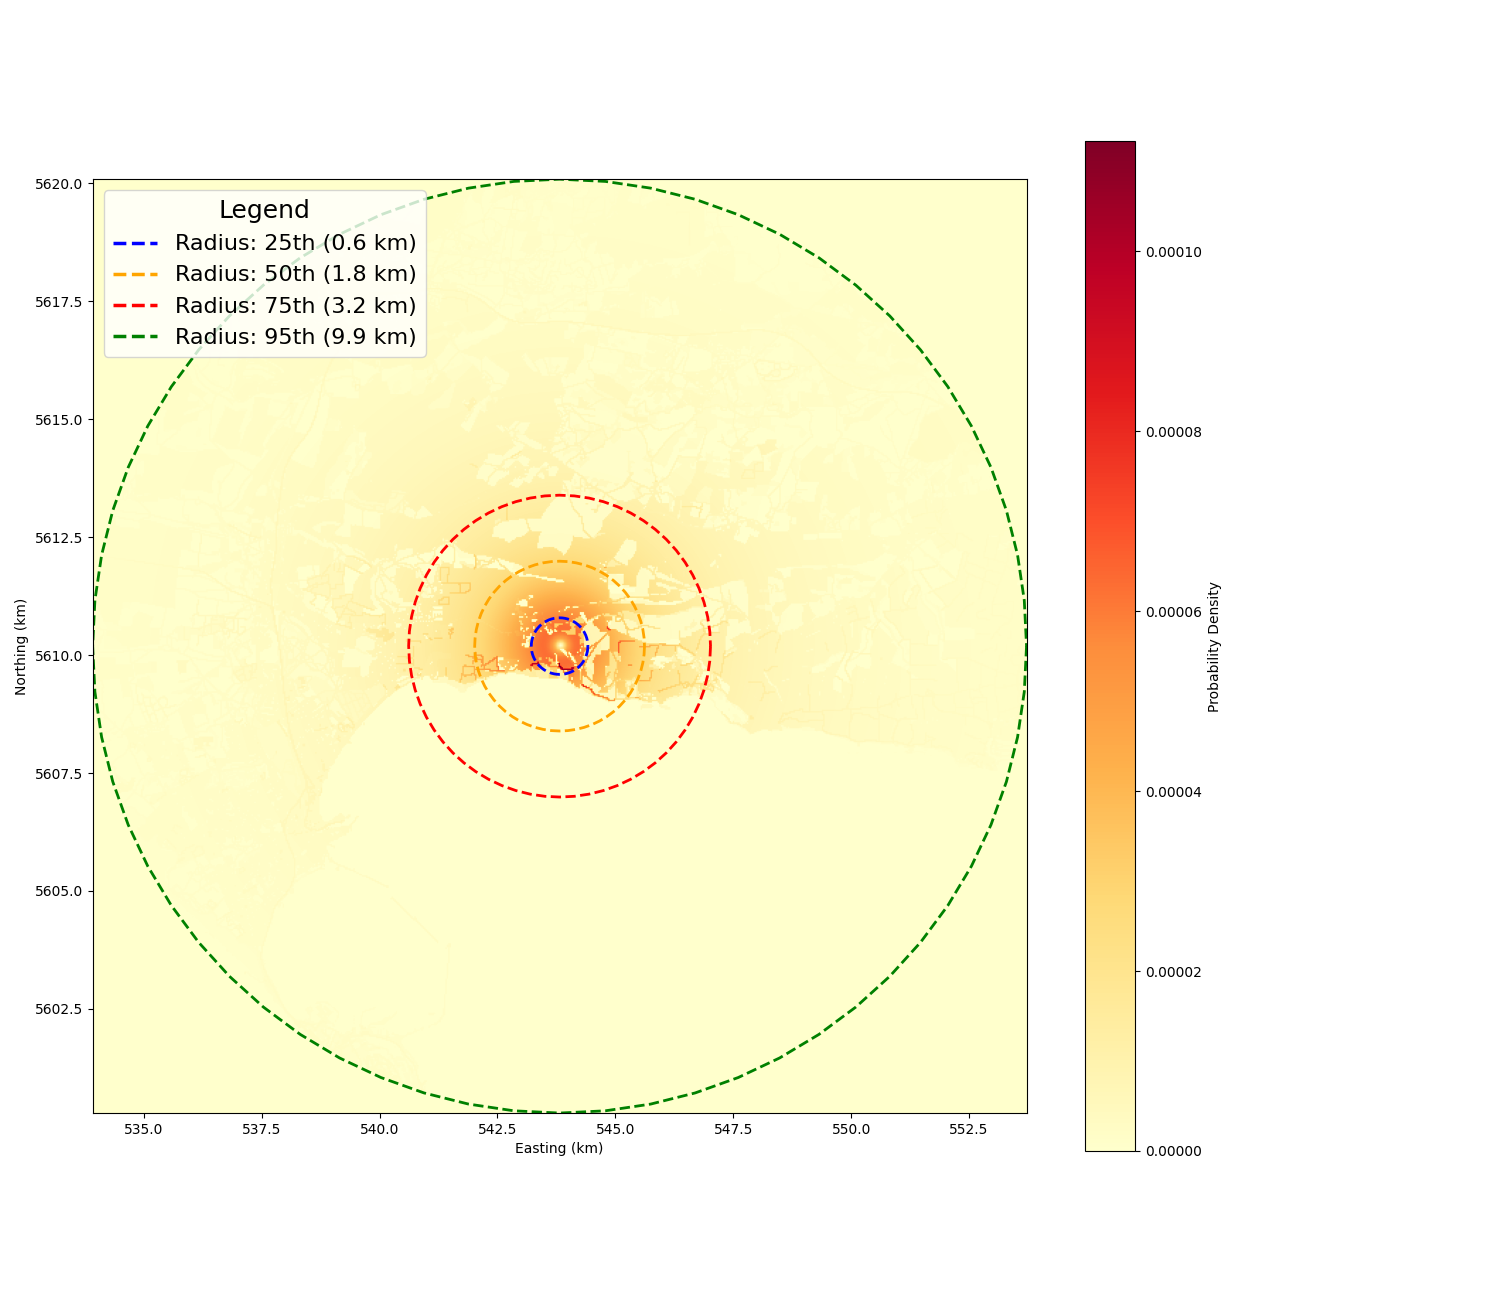 Legend
Radius: 25th (0.6 km)
Radius: 50th (1.8 km)
Radius: 75th (3.2 km)
Radius: 95th (9.9 km)
5620.0
5617.5
5615.0
5612.5
5610.0
5607.5
5605.0
5602.5
Northing (km)
535.0 537.5 540.0 542.5 545.0 547.5 550.0 552.5
Easting (km)
0.00010
0.00008
0.00006
0.00004
0.00002
0.00000
Probability Density